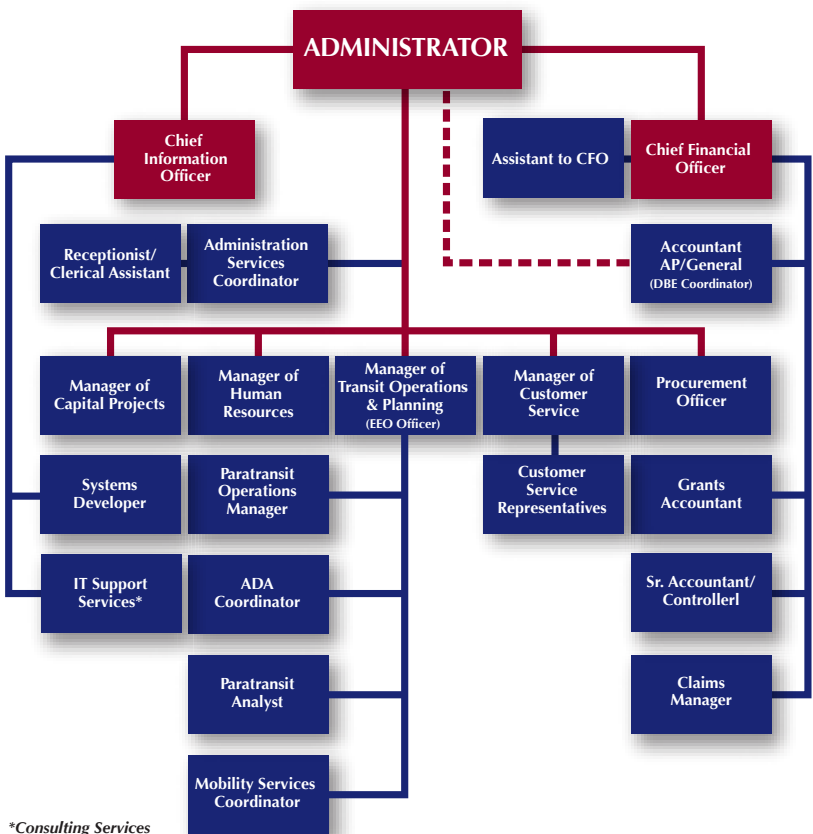 ADMINISTRATOR
Chief
Information
Officer
Assistant to CFO
Chief Financial
Officer
Receptionist/
Clerical Assistant
Administration
Services
Coordinator
Accountant
AP/General
(DBE Coordinator)
Manager of
Capital Projects
Manager of
Human
Resources
Manager of
Transit Operations
& Planning
(EEO Officer)
Manager of
Customer
Service
Procurement
Officer
Systems
Developer
Paratransit
Operations
Manager
Customer
Service
Representatives
Grants
Accountant
IT Support
Services*
ADA
Coordinator
Sr. Accountant/
Controllerl
Paratransit
Analyst
Claims
Manager
Mobility Services
Coordinator
*Consulting Services